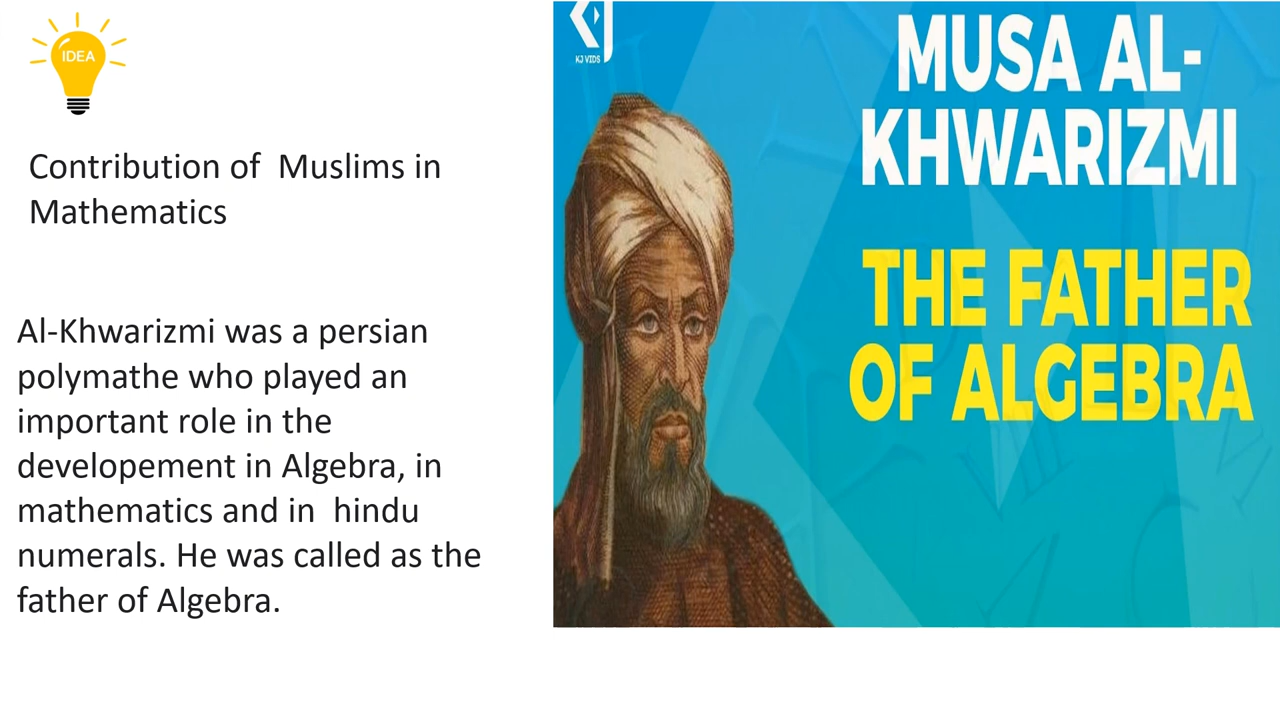 IDEA
Contribution of  Muslims in
Mathematics
Al-Khwarizmi was a persian
polymathe who played an
important role in the
developement in Algebra, in
mathematics and in  hindu
numerals. He was called as the
father of Algebra.
KJ VIDS
MUSA AL-
KHWARIZMI
THE FATHER
OF ALGEBRA